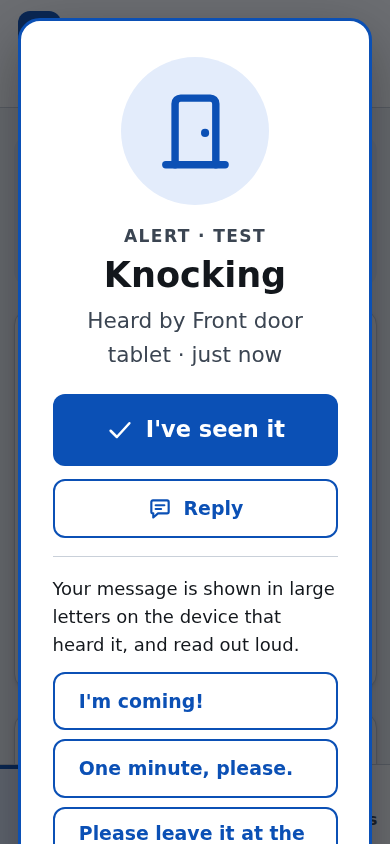 ALERT · TEST
Knocking
Heard by Front door
tablet · just now
I've seen it
Reply
Your message is shown in large
letters on the device that
heard it, and read out loud.
I'm coming!
One minute, please.
Please leave it at the